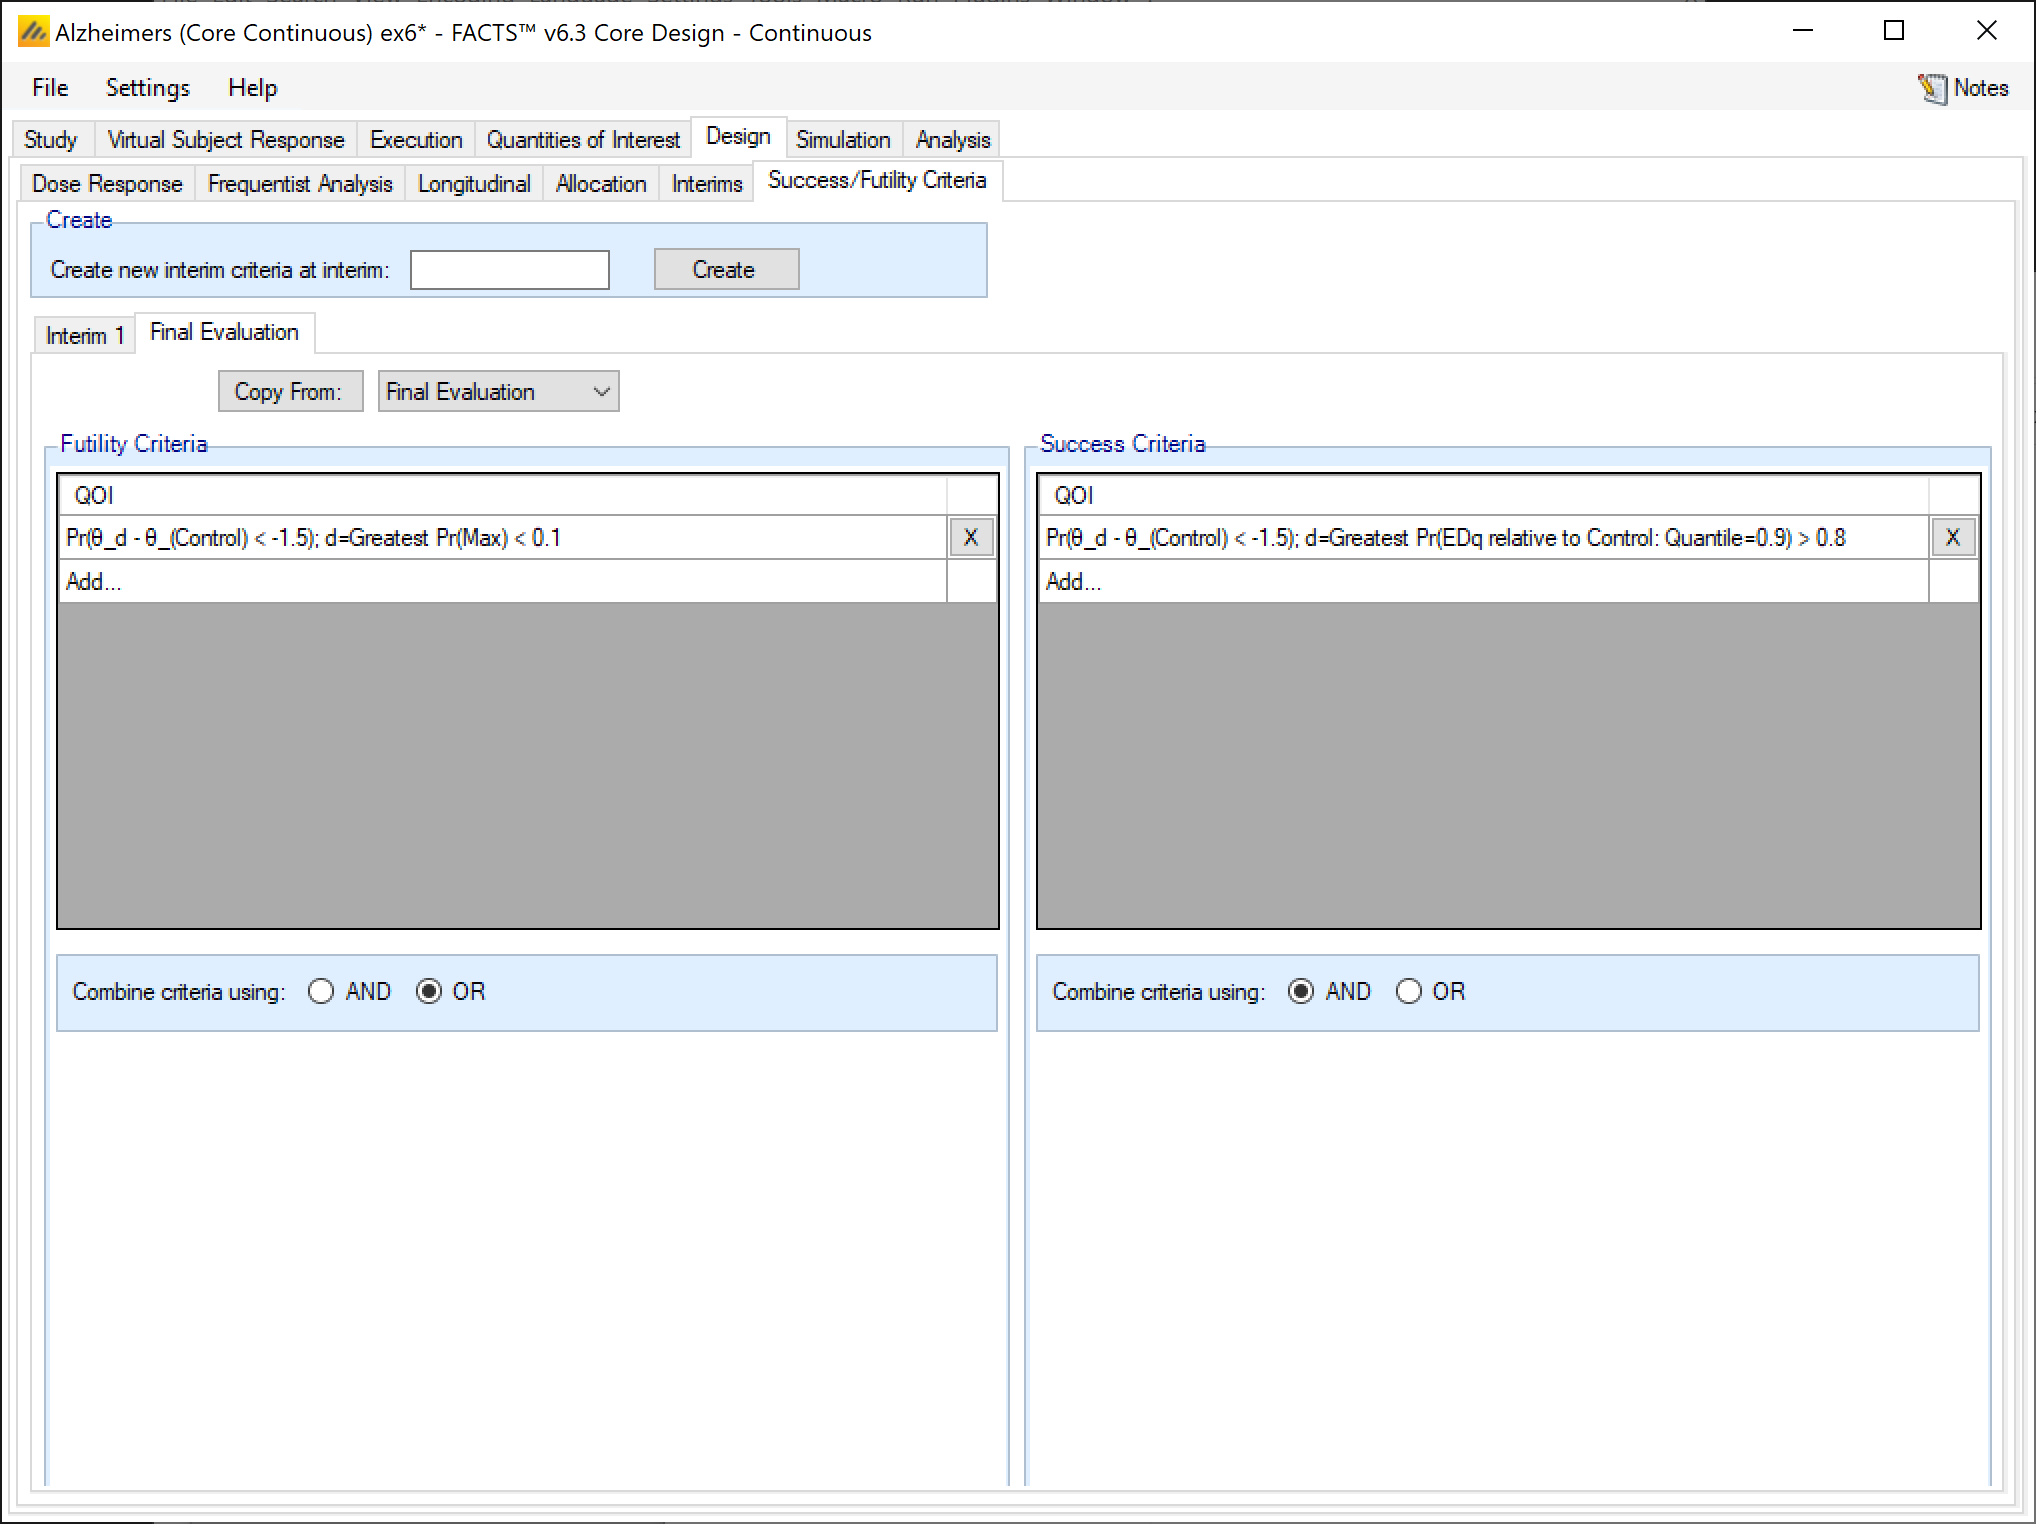 Alzheimers (Core Continuous) ex6* - FACTS™ v6.3 Core Design - Continuous
File Settings Help Notes
Study Virtual Subject Response Execution Quantities of Interest Design Simulation Analysis
Dose Response Frequentist Analysis Longitudinal Allocation Interims Success/Futility Criteria
Create
Create new interim criteria at interim: Create
Interim 1 Final Evaluation
Copy From: Final Evaluation
Futility Criteria
QOI
Pr(θ_d - θ_(Control) < -1.5); d=Greatest Pr(Max) < 0.1 X
Add...
Combine criteria using: AND OR
Success Criteria
QOI
Pr(θ_d - θ_(Control) < -1.5); d=Greatest Pr(EDq relative to Control: Quantile=0.9) > 0.8 X
Add...
Combine criteria using: AND OR